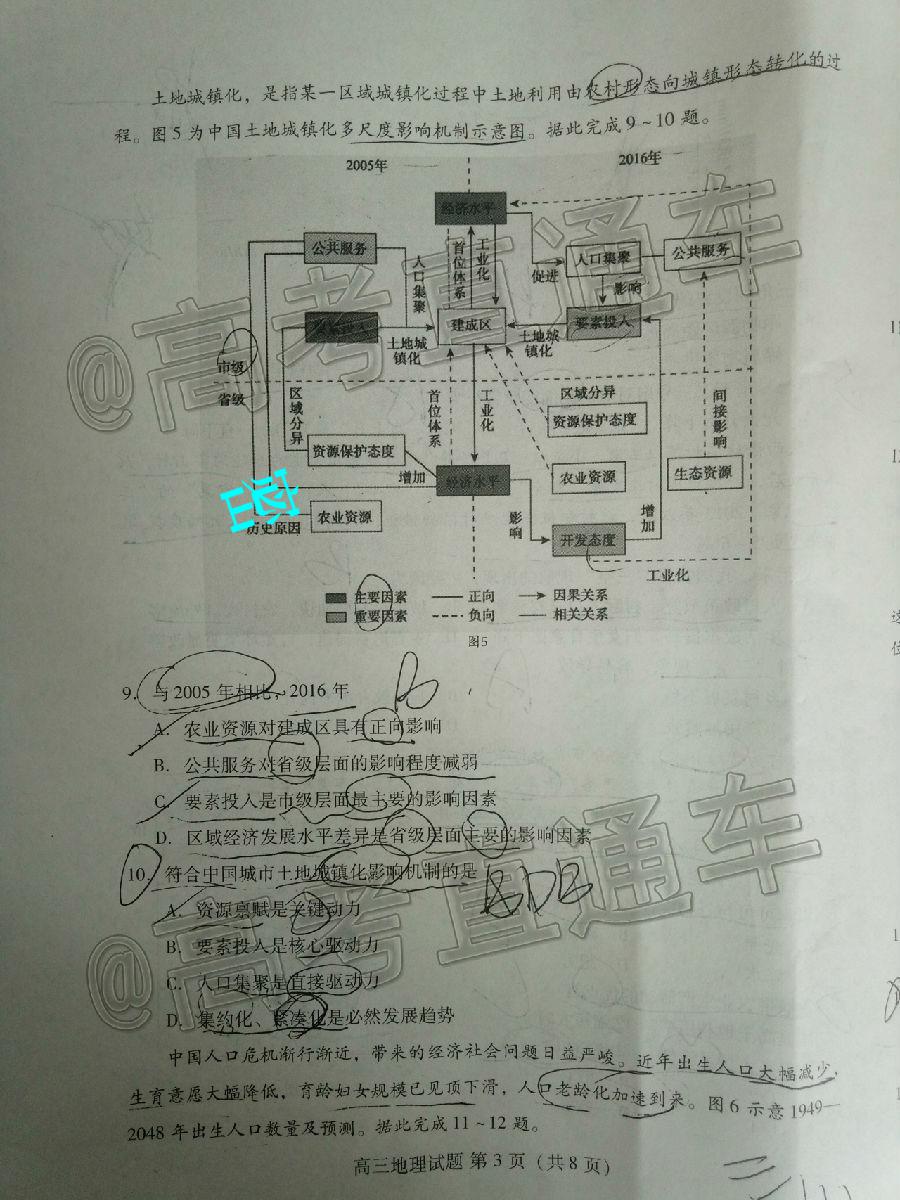 土地城镇化，是指某一区域城镇化过程中土地利用由农村形态向城镇形态转化的过
程。图5为中国土地城镇化多尺度影响机制示意图。据此完成9～10题。
2005年
2016年
经济水平
公共服务
人口集聚
首位体系
工业化
促进
人口集聚
公共服务
影响
建成区
要素投入
土地城镇化
土地城镇化
市级
省级
区域分异
首位体系
工业化
区域分异
资源保护态度
间接影响
资源保护态度
增加
经济水平
农业资源
生态资源
历史原因
农业资源
影响
开发态度
增加
工业化
主要因素
正向
因果关系
重要因素
负向
相关关系
图5
9．与2005年相比，2016年
A．农业资源对建成区具有正向影响
B．公共服务对省级层面的影响程度减弱
C．要素投入是市级层面最主要的影响因素
D．区域经济发展水平差异是省级层面主要的影响因素
10．符合中国城市土地城镇化影响机制的是
A．资源禀赋是关键动力
B．要素投入是核心驱动力
C．人口集聚是直接驱动力
D．集约化、紧凑化是必然发展趋势
中国人口危机渐行渐近，带来的经济社会问题日益严峻。近年出生人口大幅减少，
生育意愿大幅降低，育龄妇女规模已见顶下滑，人口老龄化加速到来。图6示意1949—
2048年出生人口数量及预测。据此完成11～12题。
高三地理试题 第3页（共8页）
@高考直通车
@高考直通车